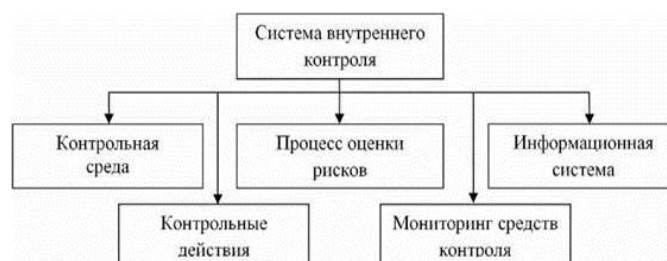 Система внутреннего
контроля
Контрольная
среда
Процесс оценки
рисков
Информационная
система
Контрольные
действия
Мониторинг средств
контроля